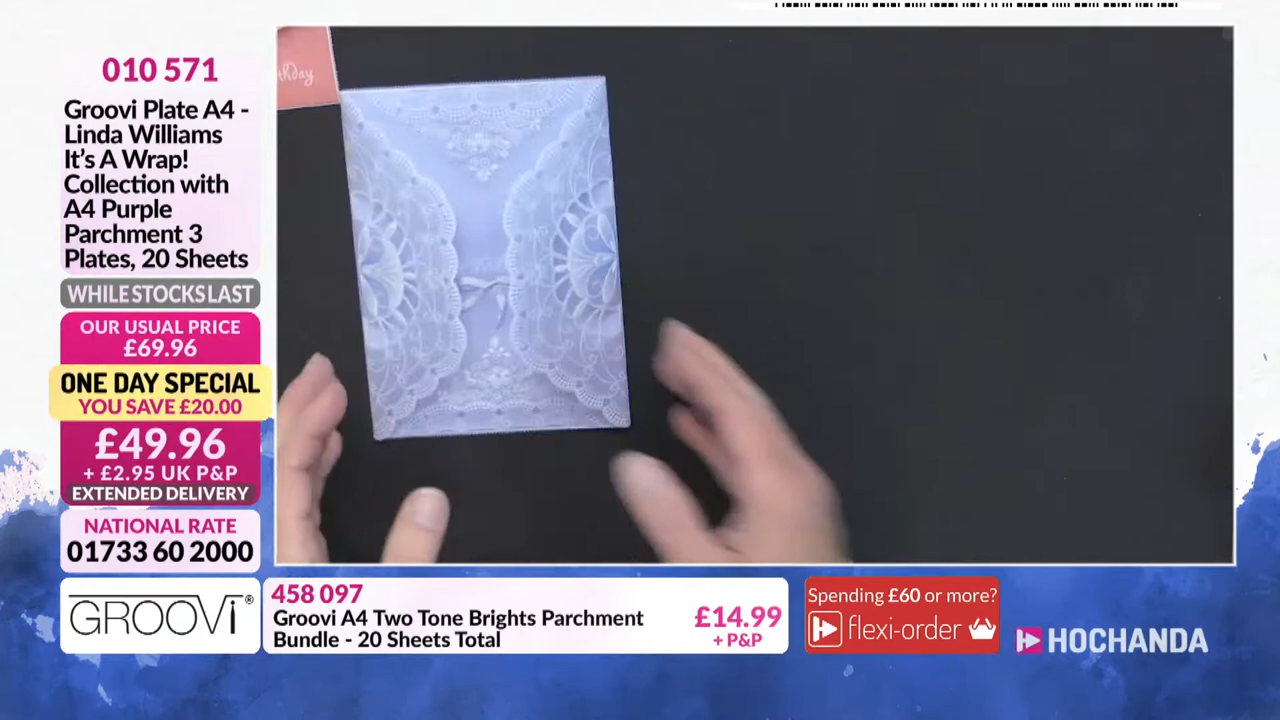 010 571
Groovi Plate A4 -
Linda Williams
It's A Wrap!
Collection with
A4 Purple
Parchment 3
Plates, 20 Sheets
WHILE STOCKS LAST
OUR USUAL PRICE
£69.96
ONE DAY SPECIAL
YOU SAVE £20.00
£49.96
+ £2.95 UK P&P
EXTENDED DELIVERY
NATIONAL RATE
01733 60 2000
GROOVi®
458 097
Groovi A4 Two Tone Brights Parchment
Bundle - 20 Sheets Total
£14.99
+ P&P
Spending £60 or more?
flexi-order
HOCHANDA